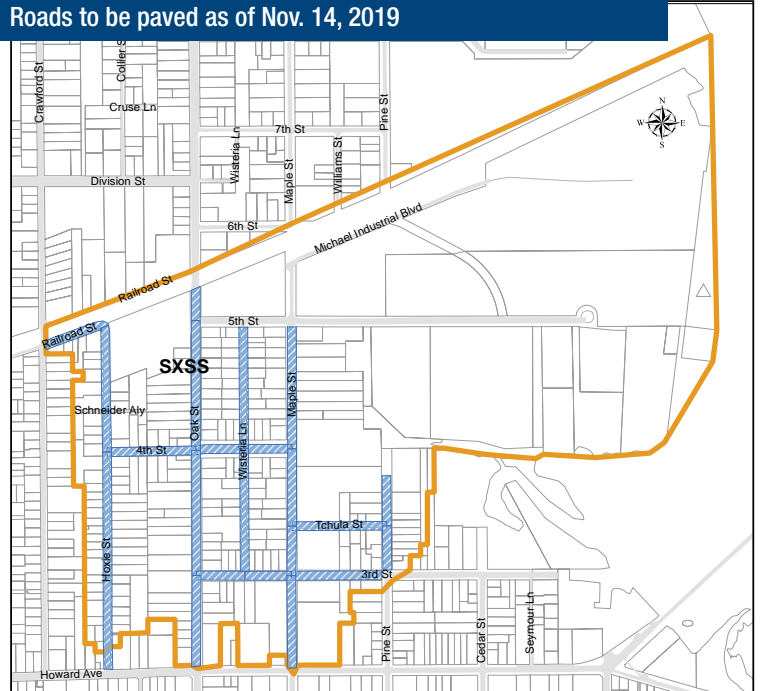 Roads to be paved as of Nov. 14, 2019
Crawford St
Collier S
Cruse Ln
Pine St
7th St
Wisteria Ln
Maple St
Williams St
N
W
E
S
Division St
6th St
Michael Industrial Blvd
Railroad St
5th St
Railroad St
SXSS
Schneider Aly
Oak St
Maple St
4th St
Wisteria Ln
Tchula St
Hoxie St
3rd St
Pine St
Cedar St
Seymour Ln
Howard Ave